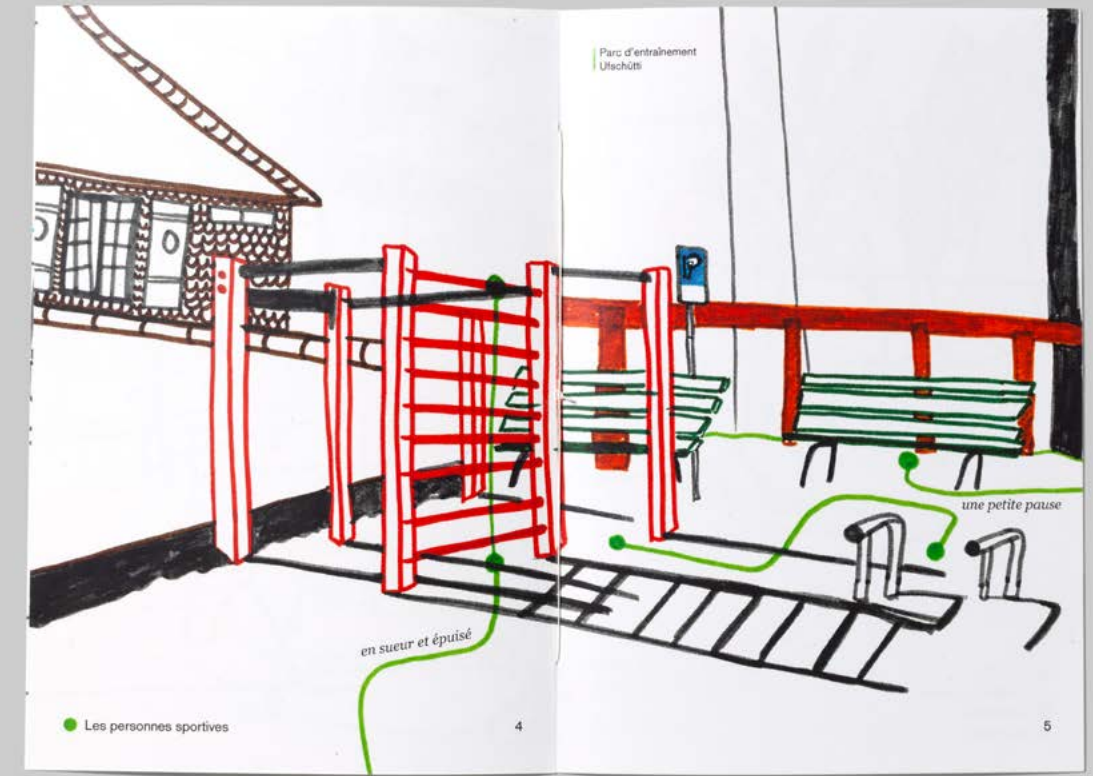 Parc d'entraînement
Ufschütti
P
en sueur et épuisé
une petite pause
Les personnes sportives
4
5